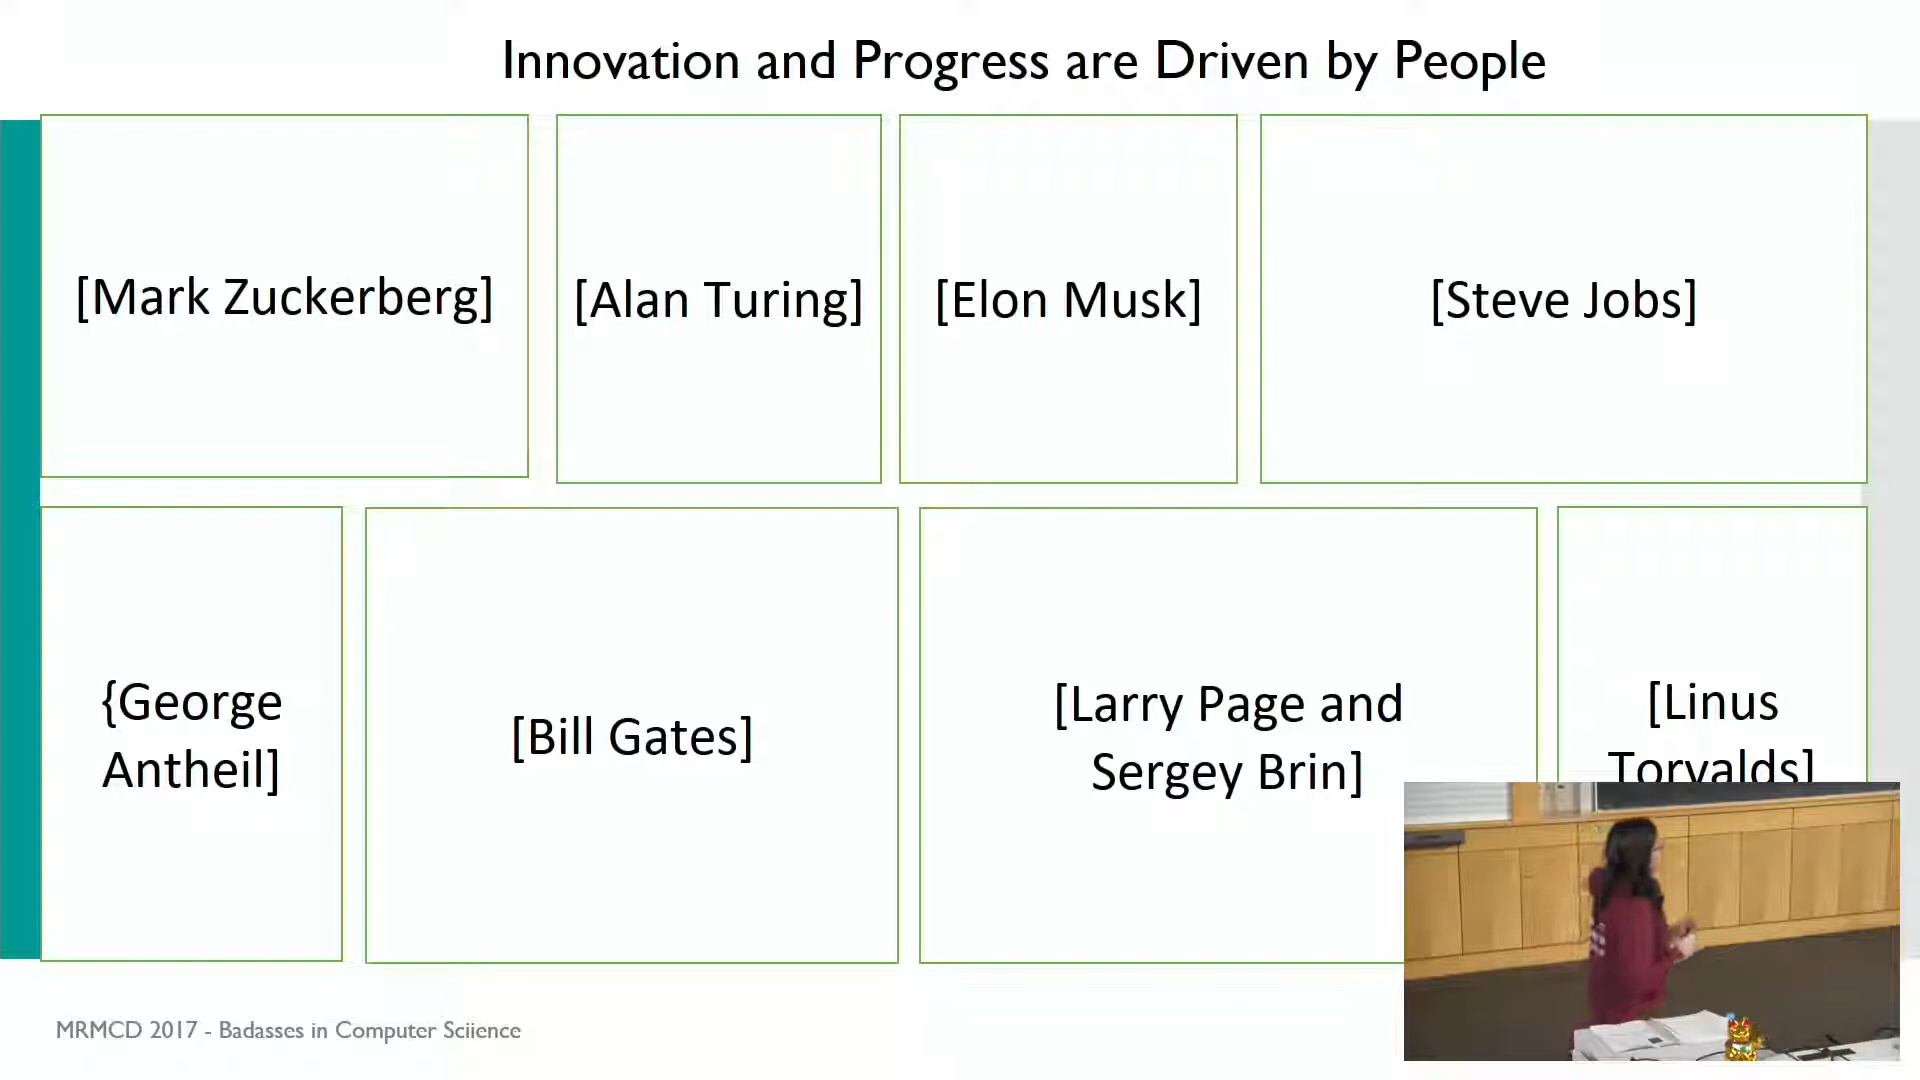 Innovation and Progress are Driven by People
[Mark Zuckerberg]
[Alan Turing]
[Elon Musk]
[Steve Jobs]
{George
Antheil]
[Bill Gates]
[Larry Page and
Sergey Brin]
[Linus
Torvalds]
MRMCD 2017 - Badasses in Computer Sciience